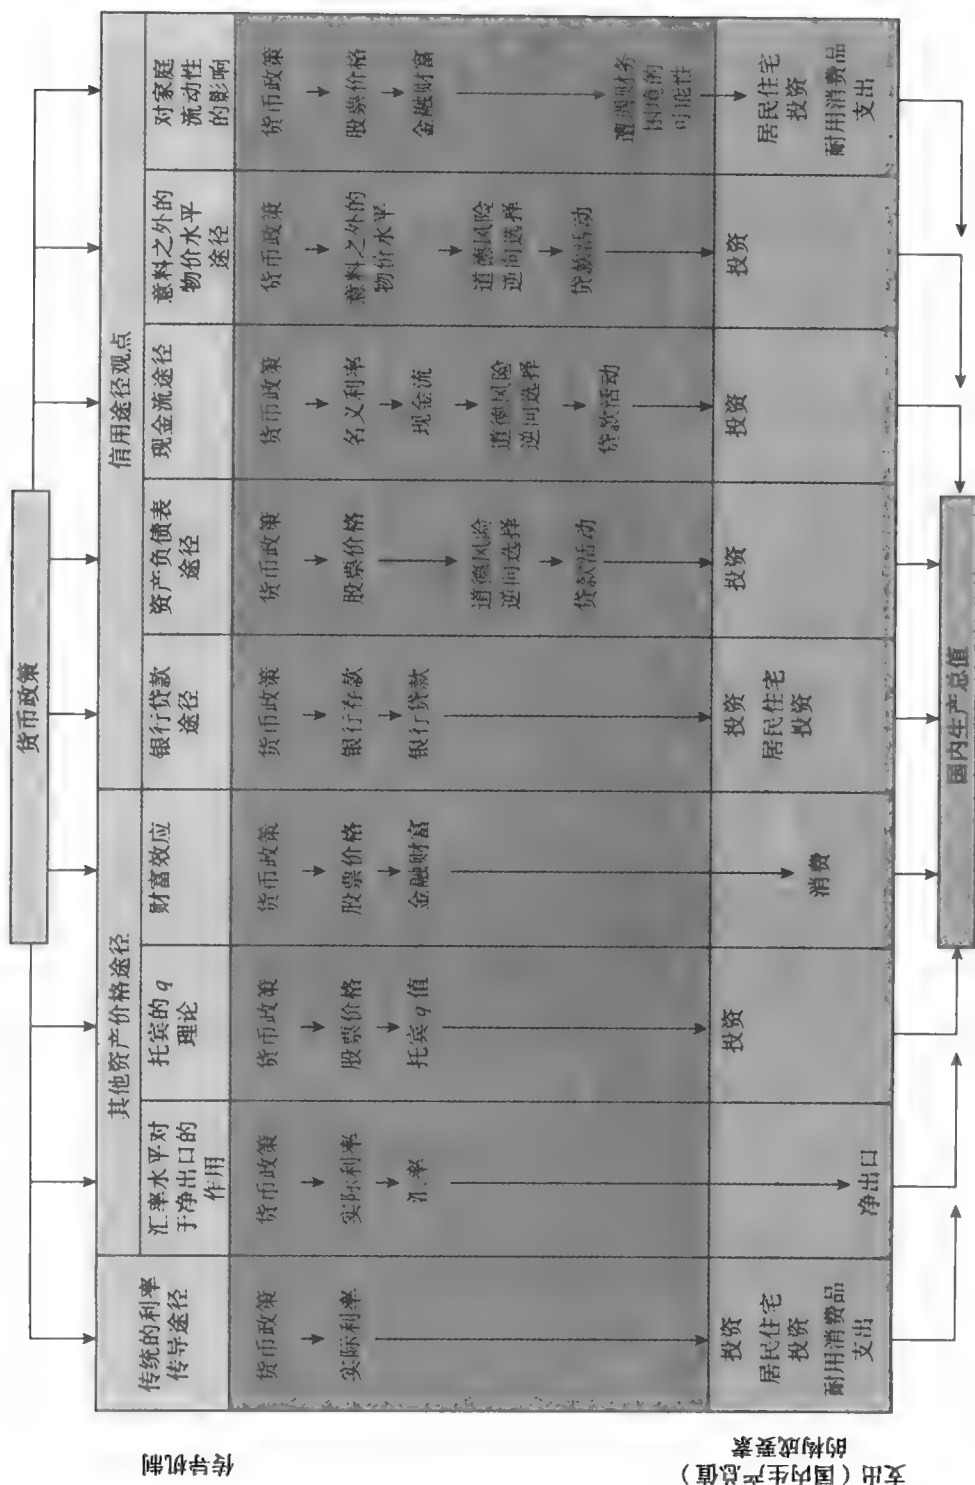 货币政策
传统的利率
传导途径
其他资产价格途径
信用途径观点
汇率水平对
于净出口的
作用
托宾的q
理论
财富效应
银行贷款
途径
资产负债表
途径
现金流途径
意料之外的
物价水平
途径
对家庭
流动性
的影响
传导机制
货币政策
实际利率
货币政策
实际利率
汇率
货币政策
股票价格
托宾q值
货币政策
股票价格
金融财富
货币政策
银行存款
银行贷款
货币政策
股票价格
道德风险
逆向选择
贷款活动
货币政策
名义利率
现金流
道德风险
逆向选择
贷款活动
货币政策
意料之外的
物价水平
道德风险
逆向选择
贷款活动
货币政策
股票价格
金融财富
遭遇财务
困境的
可能性
支出（国内生产总值）
的构成要素
投资
居民住宅
投资
耐用消费品
支出
净出口
投资
消费
投资
居民住宅
投资
投资
投资
投资
居民住宅
投资
耐用消费品
支出
国内生产总值